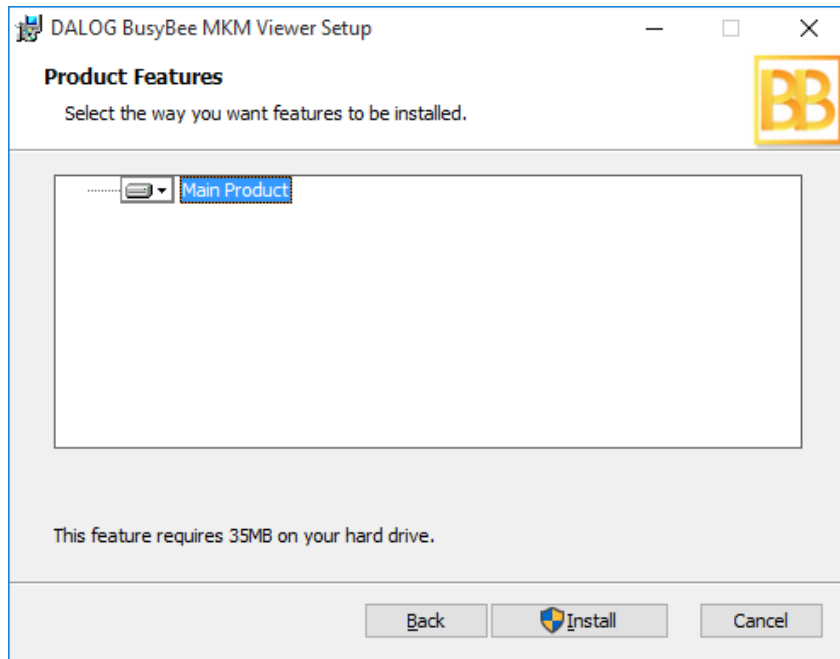 DALOG BusyBee MKM Viewer Setup
Product Features
Select the way you want features to be installed.
BB
Main Product
This feature requires 35MB on your hard drive.
Back
Install
Cancel